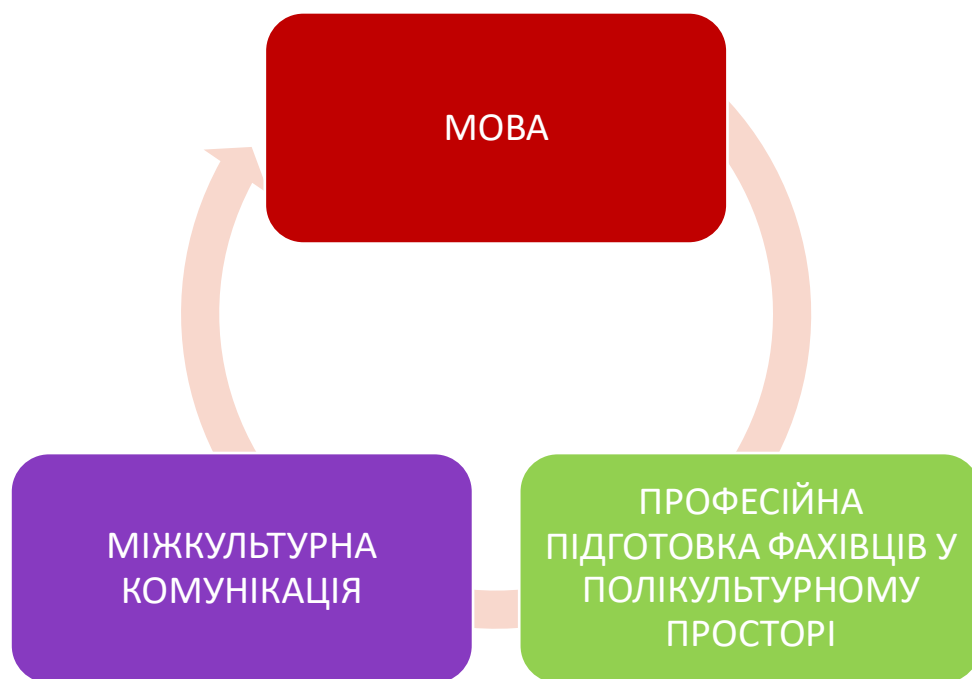 МОВА
МІЖКУЛЬТУРНА
КОМУНІКАЦІЯ
ПРОФЕСІЙНА
ПІДГОТОВКА ФАХІВЦІВ У
ПОЛІКУЛЬТУРНОМУ
ПРОСТОРІ